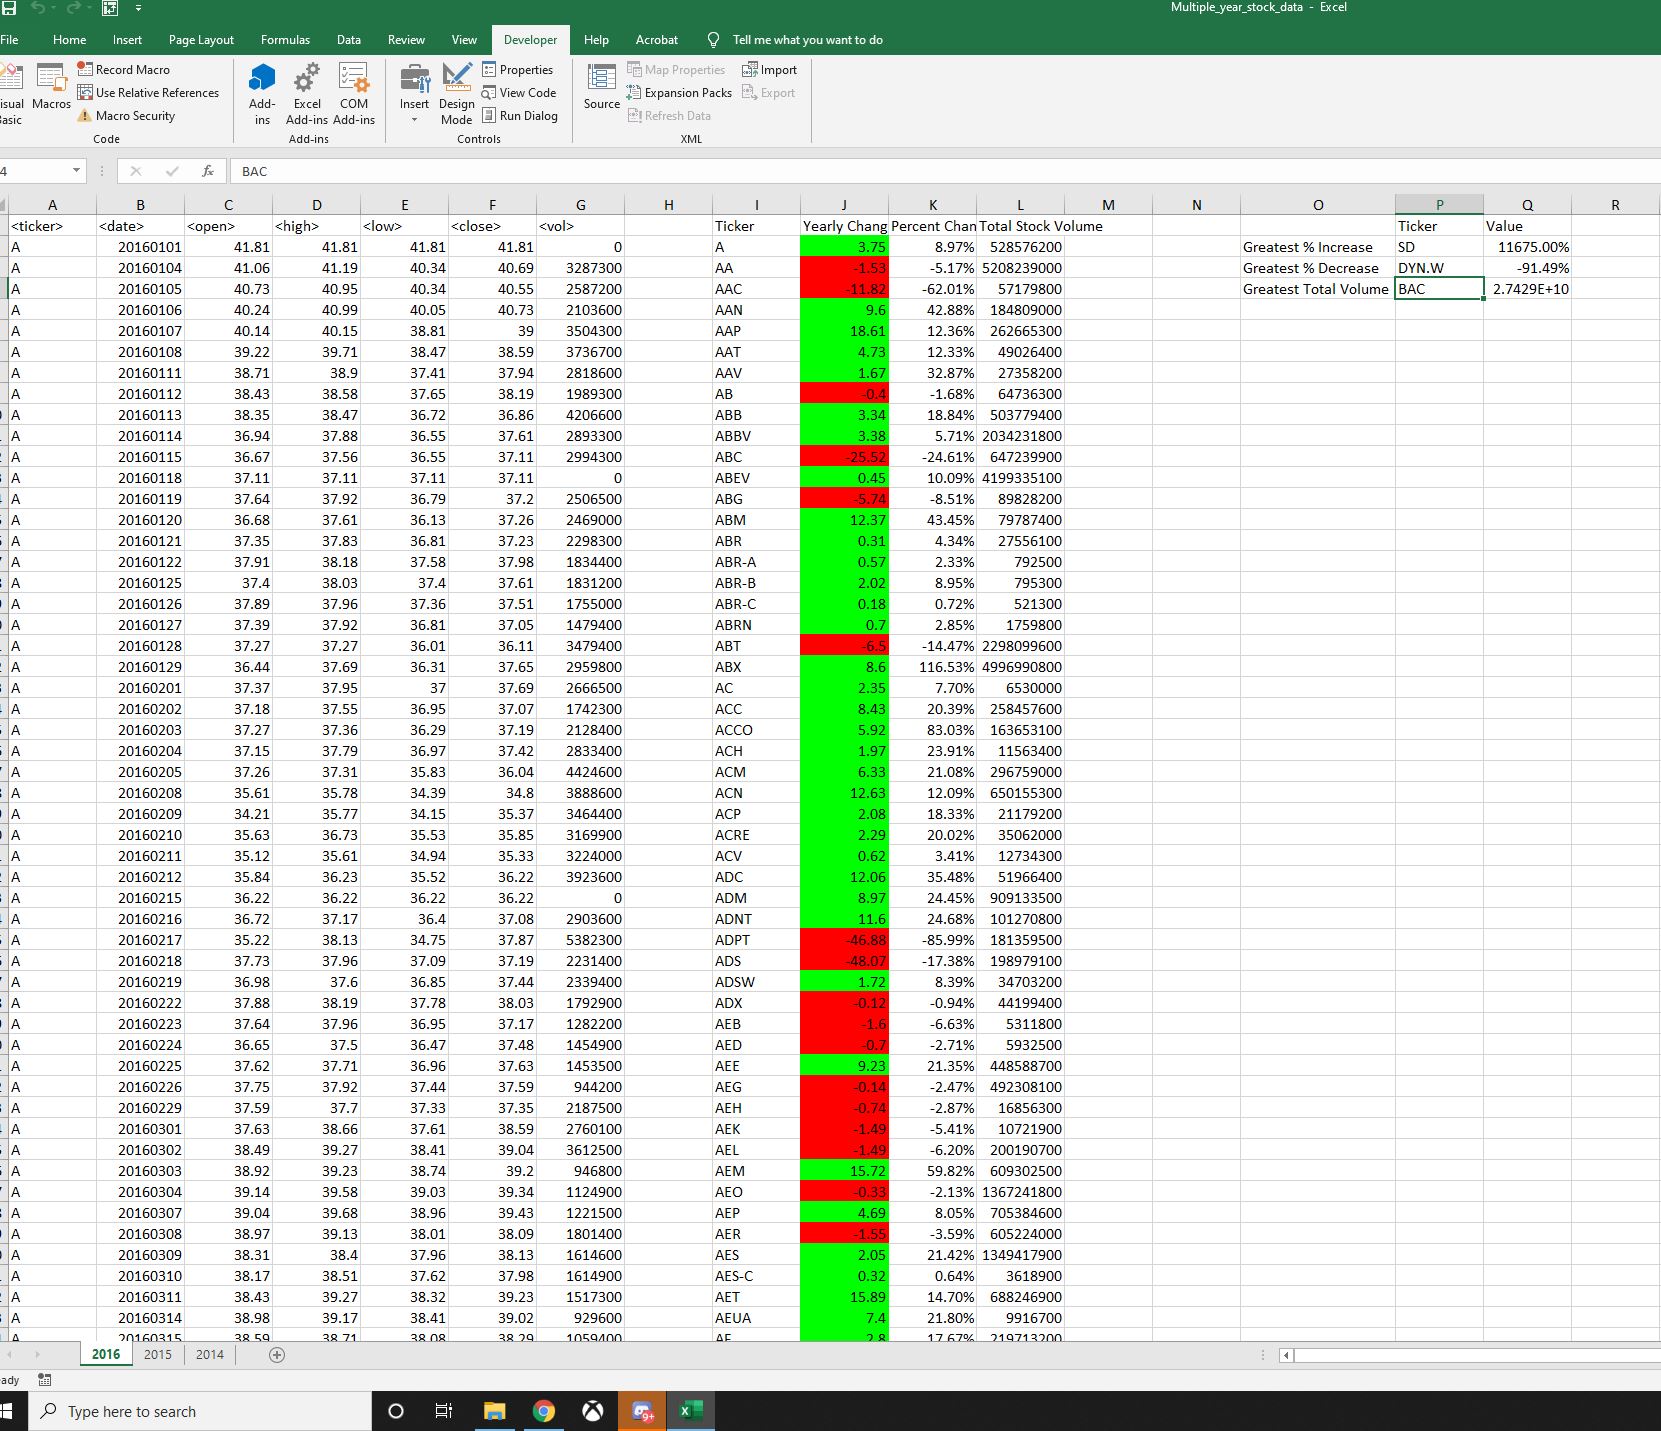 Multiple_year_stock_data - Excel
File Home Insert Page Layout Formulas Data Review View Developer Help Acrobat Tell me what you want to do
Record Macro Properties Map Properties Import
Use Relative References View Code Expansion Packs Export
Macros Macro Security Add-ins Excel Add-ins COM Add-ins Insert Design Mode Run Dialog Source Refresh Data
Code Add-ins Controls XML
4 fx BAC
A B C D E F G H I J K L M N O P Q R
<ticker> <date> <open> <high> <low> <close> <vol> Ticker Yearly Chang Percent Chan Total Stock Volume Ticker Value
A 20160101 41.81 41.81 41.81 41.81 0 A 3.75 8.97% 528576200 Greatest % Increase SD 11675.00%
A 20160104 41.06 41.19 40.34 40.69 3287300 AA -1.53 -5.17% 5208239000 Greatest % Decrease DYN.W -91.49%
A 20160105 40.73 40.95 40.34 40.55 2587200 AAC -11.82 -62.01% 57179800 Greatest Total Volume BAC 2.7429E+10
A 20160106 40.24 40.99 40.05 40.73 2103600 AAN 9.6 42.88% 184809000
A 20160107 40.14 40.15 38.81 39 3504300 AAP 18.61 12.36% 262665300
A 20160108 39.22 39.71 38.47 38.59 3736700 AAT 4.73 12.33% 49026400
A 20160111 38.71 38.9 37.41 37.94 2818600 AAV 1.67 32.87% 27358200
A 20160112 38.43 38.58 37.65 38.19 1989300 AB -0.4 -1.68% 64736300
A 20160113 38.35 38.47 36.72 36.86 4206600 ABB 3.34 18.84% 503779400
A 20160114 36.94 37.88 36.55 37.61 2893300 ABBV 3.38 5.71% 2034231800
A 20160115 36.67 37.56 36.55 37.11 2994300 ABC -25.52 -24.61% 647239900
A 20160118 37.11 37.11 37.11 37.11 0 ABEV 0.45 10.09% 4199335100
A 20160119 37.64 37.92 36.79 37.2 2506500 ABG -5.74 -8.51% 89828200
A 20160120 36.68 37.61 36.13 37.26 2469000 ABM 12.37 43.45% 79787400
A 20160121 37.35 37.83 36.81 37.23 2298300 ABR 0.31 4.34% 27556100
A 20160122 37.91 38.18 37.58 37.98 1834400 ABR-A 0.57 2.33% 792500
A 20160125 37.4 38.03 37.4 37.61 1831200 ABR-B 2.02 8.95% 795300
A 20160126 37.89 37.96 37.36 37.51 1755000 ABR-C 0.18 0.72% 521300
A 20160127 37.39 37.92 36.81 37.05 1479400 ABRN 0.7 2.85% 1759800
A 20160128 37.27 37.27 36.01 36.11 3479400 ABT -6.5 -14.47% 2298099600
A 20160129 36.44 37.69 36.31 37.65 2959800 ABX 8.6 116.53% 4996990800
A 20160201 37.37 37.95 37 37.69 2666500 AC 2.35 7.70% 6530000
A 20160202 37.18 37.55 36.95 37.07 1742300 ACC 8.43 20.39% 258457600
A 20160203 37.27 37.36 36.29 37.19 2128400 ACCO 5.92 83.03% 163653100
A 20160204 37.15 37.79 36.97 37.42 2833400 ACH 1.97 23.91% 11563400
A 20160205 37.26 37.31 35.83 36.04 4424600 ACM 6.33 21.08% 296759000
A 20160208 35.61 35.78 34.39 34.8 3888600 ACN 12.63 12.09% 650155300
A 20160209 34.21 35.77 34.15 35.37 3464400 ACP 2.08 18.33% 21179200
A 20160210 35.63 36.73 35.53 35.85 3169900 ACRE 2.29 20.02% 35062000
A 20160211 35.12 35.61 34.94 35.33 3224000 ACV 0.62 3.41% 12734300
A 20160212 35.84 36.23 35.52 36.22 3923600 ADC 12.06 35.48% 51966400
A 20160215 36.22 36.22 36.22 36.22 0 ADM 8.97 24.45% 909133500
A 20160216 36.72 37.17 36.4 37.08 2903600 ADNT 11.6 24.68% 101270800
A 20160217 35.22 38.13 34.75 37.87 5382300 ADPT -46.88 -85.99% 181359500
A 20160218 37.73 37.96 37.09 37.19 2231400 ADS -48.07 -17.38% 198979100
A 20160219 36.98 37.6 36.85 37.44 2339400 ADSW 1.72 8.39% 34703200
A 20160222 37.88 38.19 37.78 38.03 1792900 ADX -0.12 -0.94% 44199400
A 20160223 37.64 37.96 36.95 37.17 1282200 AEB -1.6 -6.63% 5311800
A 20160224 36.65 37.5 36.47 37.48 1454900 AED -0.7 -2.71% 5932500
A 20160225 37.62 37.71 36.96 37.63 1453500 AEE 9.23 21.35% 448588700
A 20160226 37.75 37.92 37.44 37.59 944200 AEG -0.14 -2.47% 492308100
A 20160229 37.59 37.7 37.33 37.35 2187500 AEH -0.74 -2.87% 16856300
A 20160301 37.63 38.66 37.61 38.59 2760100 AEK -1.49 -5.41% 10721900
A 20160302 38.49 39.27 38.41 39.04 3612500 AEL -1.49 -6.20% 200190700
A 20160303 38.92 39.23 38.74 39.2 946800 AEM 15.72 59.82% 609302500
A 20160304 39.14 39.58 39.03 39.34 1124900 AEO -0.33 -2.13% 1367241800
A 20160307 39.04 39.68 38.96 39.43 1221500 AEP 4.69 8.05% 705384600
A 20160308 38.97 39.13 38.01 38.09 1801400 AER -1.55 -3.59% 605224000
A 20160309 38.31 38.4 37.96 38.13 1614600 AES 2.05 21.42% 1349417900
A 20160310 38.17 38.51 37.62 37.98 1614900 AES-C 0.32 0.64% 3618900
A 20160311 38.43 39.27 38.32 39.23 1517300 AET 15.89 14.70% 688246900
A 20160314 38.98 39.17 38.41 39.02 929600 AEUA 7.4 21.80% 9916700
A 20160315 38.59 38.71 38.08 38.29 1059400 AF 2.8 17.67% 219713200
2016 2015 2014
ady
Type here to search 9+